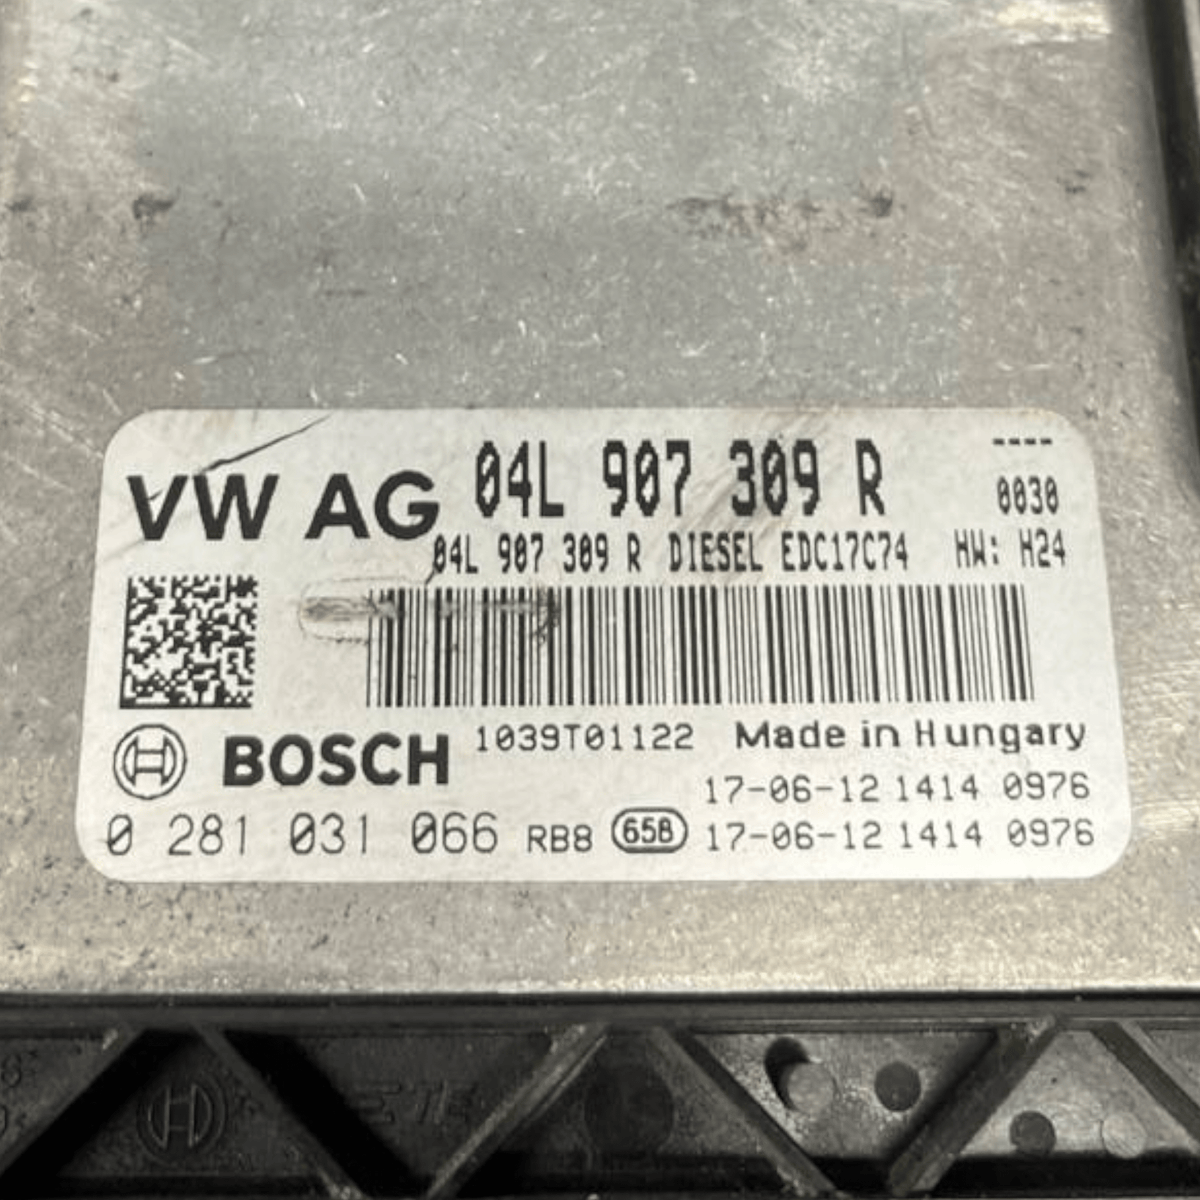 VW AG 04L 907 309 R ----
0030
04L 907 309 R DIESEL EDC17C74 HW: H24
BOSCH 1039T01122 Made in Hungary
17-06-12 1414 0976
0 281 031 066 RB8 65B 17-06-12 1414 0976